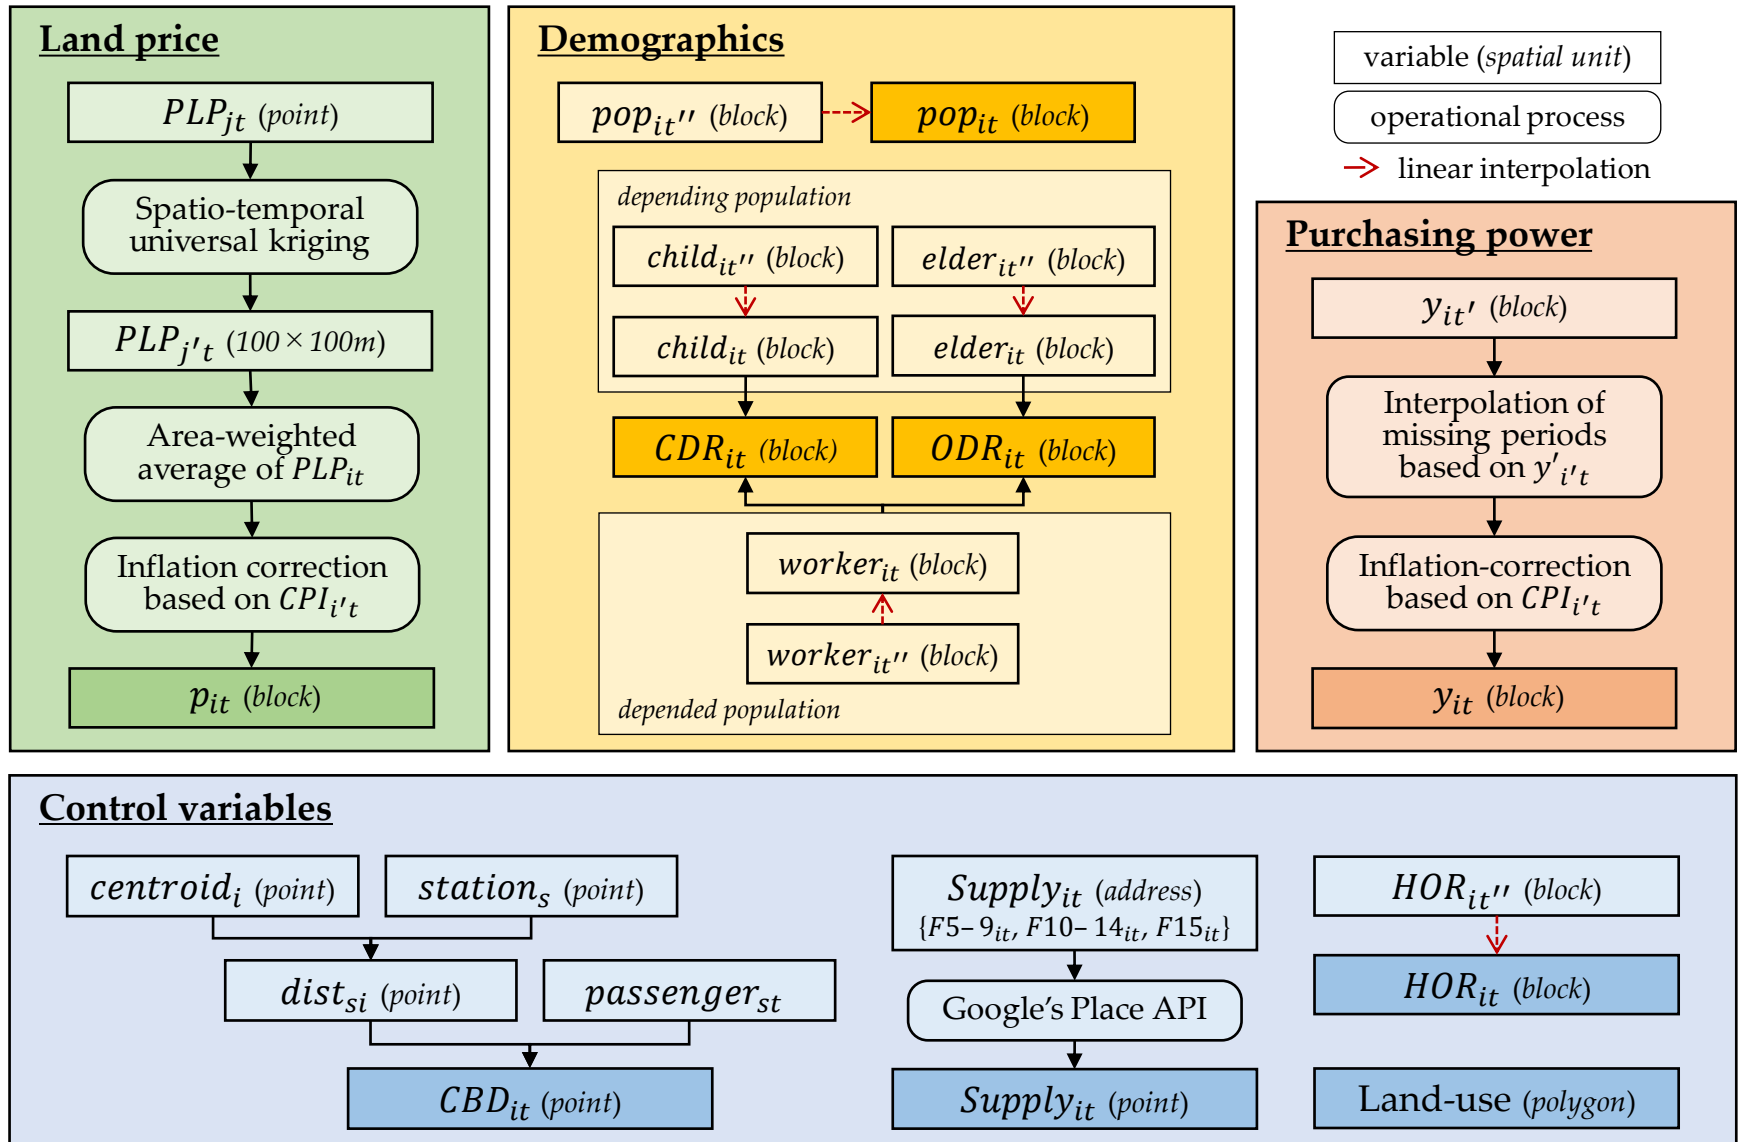 Land price
PLP_jt (point)
Spatio-temporal
universal kriging
PLP_j′t (100 × 100m)
Area-weighted
average of PLP_it
Inflation correction
based on CPI_i′t
p_it (block)
Demographics
pop_it′′ (block)
pop_it (block)
depending population
child_it′′ (block)
elder_it′′ (block)
child_it (block)
elder_it (block)
CDR_it (block)
ODR_it (block)
worker_it (block)
worker_it′′ (block)
depended population
variable (spatial unit)
operational process
linear interpolation
Purchasing power
y_it′ (block)
Interpolation of
missing periods
based on y′_i′t
Inflation-correction
based on CPI_i′t
y_it (block)
Control variables
centroid_i (point)
station_s (point)
dist_si (point)
passenger_st
CBD_it (point)
Supply_it (address)
{F5–9_it, F10–14_it, F15_it}
Google's Place API
Supply_it (point)
HOR_it′′ (block)
HOR_it (block)
Land-use (polygon)